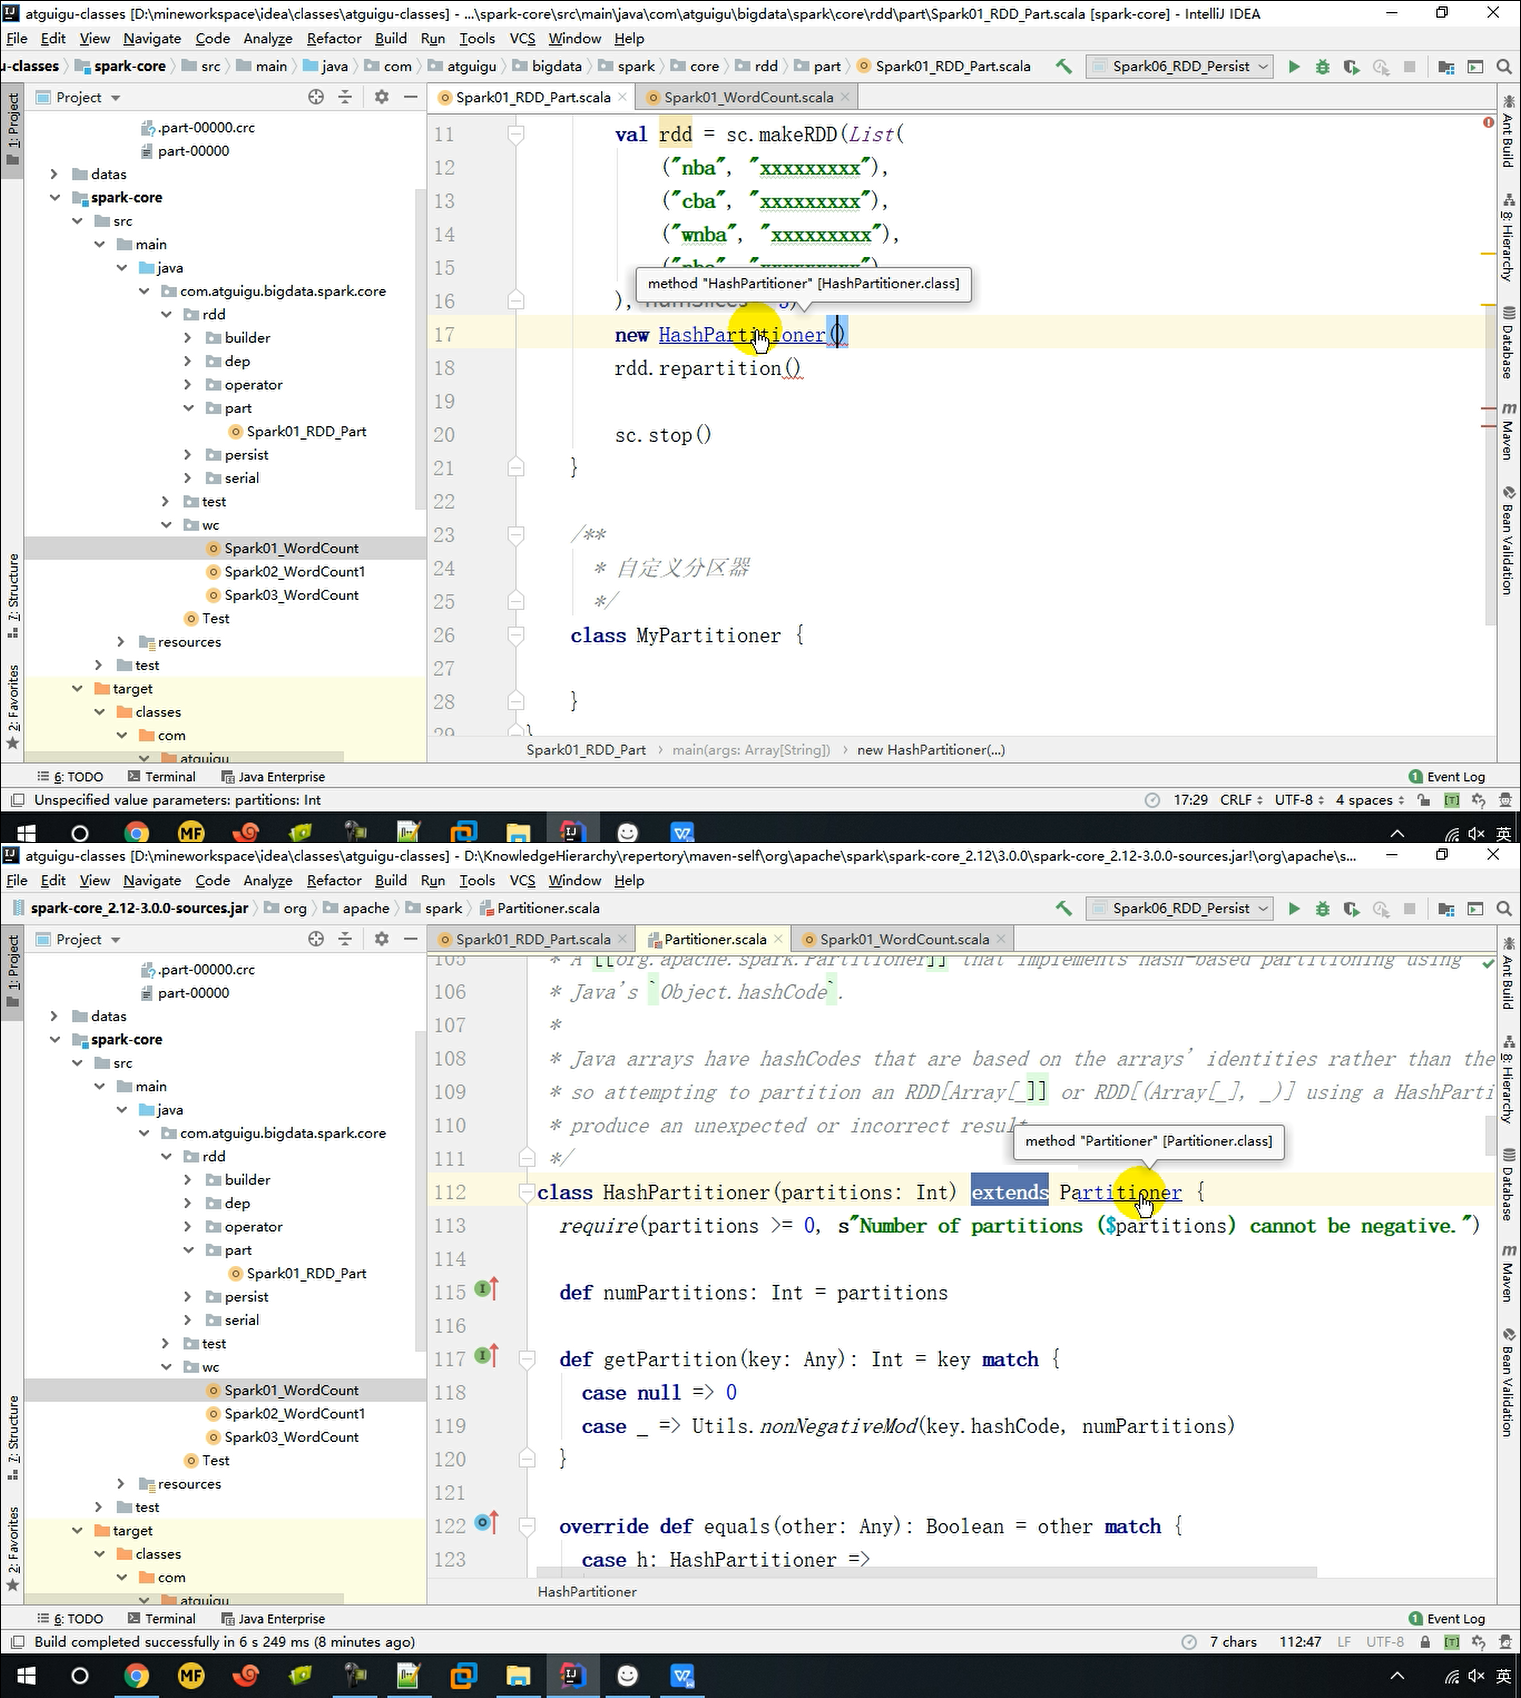 atguigu-classes [D:\mineworkspace\idea\classes\atguigu-classes] - ...\spark-core\src\main\java\com\atguigu\bigdata\spark\core\rdd\part\Spark01_RDD_Part.scala [spark-core] - IntelliJ IDEA
File Edit View Navigate Code Analyze Refactor Build Run Tools VCS Window Help
u-classes spark-core src main java com atguigu bigdata spark core rdd part Spark01_RDD_Part.scala Spark06_RDD_Persist
Project Spark01_RDD_Part.scala Spark01_WordCount.scala
1: Project
7: Structure
2: Favorites
.part-00000.crc
part-00000
datas
spark-core
src
main
java
com.atguigu.bigdata.spark.core
rdd
builder
dep
operator
part
Spark01_RDD_Part
persist
serial
test
wc
Spark01_WordCount
Spark02_WordCount1
Spark03_WordCount
Test
resources
test
target
classes
com
atguigu
11 val rdd = sc.makeRDD(List(
12 ("nba", "xxxxxxxxx"),
13 ("cba", "xxxxxxxxx"),
14 ("wnba", "xxxxxxxxx"),
15
method "HashPartitioner" [HashPartitioner.class]
16 ),
17 new HashPartitioner()
18 rdd.repartition()
19
20 sc.stop()
21 }
22
23 /**
24 * 自定义分区器
25 */
26 class MyPartitioner {
27
28 }
29 }
Spark01_RDD_Part main(args: Array[String]) new HashPartitioner(...)
Ant Build
8: Hierarchy
Database
Maven
Bean Validation
6: TODO Terminal Java Enterprise 1 Event Log
Unspecified value parameters: partitions: Int 17:29 CRLF UTF-8 4 spaces
MF 英
atguigu-classes [D:\mineworkspace\idea\classes\atguigu-classes] - D:\KnowledgeHierarchy\repertory\maven-self\org\apache\spark\spark-core_2.12\3.0.0\spark-core_2.12-3.0.0-sources.jar!\org\apache\s...
File Edit View Navigate Code Analyze Refactor Build Run Tools VCS Window Help
spark-core_2.12-3.0.0-sources.jar org apache spark Partitioner.scala Spark06_RDD_Persist
Project Spark01_RDD_Part.scala Partitioner.scala Spark01_WordCount.scala
1: Project
7: Structure
2: Favorites
.part-00000.crc
part-00000
datas
spark-core
src
main
java
com.atguigu.bigdata.spark.core
rdd
builder
dep
operator
part
Spark01_RDD_Part
persist
serial
test
wc
Spark01_WordCount
Spark02_WordCount1
Spark03_WordCount
Test
resources
test
target
classes
com
atguigu
105 * A [[org.apache.spark.Partitioner]] that implements hash-based partitioning using
106 * Java's `Object.hashCode`.
107 *
108 * Java arrays have hashCodes that are based on the arrays' identities rather than the
109 * so attempting to partition an RDD[Array[_]] or RDD[(Array[_], _)] using a HashParti
110 * produce an unexpected or incorrect result
method "Partitioner" [Partitioner.class]
111 */
112 class HashPartitioner(partitions: Int) extends Partitioner {
113 require(partitions >= 0, s"Number of partitions ($partitions) cannot be negative.")
114
115 def numPartitions: Int = partitions
116
117 def getPartition(key: Any): Int = key match {
118 case null => 0
119 case _ => Utils.nonNegativeMod(key.hashCode, numPartitions)
120 }
121
122 override def equals(other: Any): Boolean = other match {
123 case h: HashPartitioner =>
HashPartitioner
Ant Build
8: Hierarchy
Database
Maven
Bean Validation
6: TODO Terminal Java Enterprise 1 Event Log
Build completed successfully in 6 s 249 ms (8 minutes ago) 7 chars 112:47 LF UTF-8
MF 英